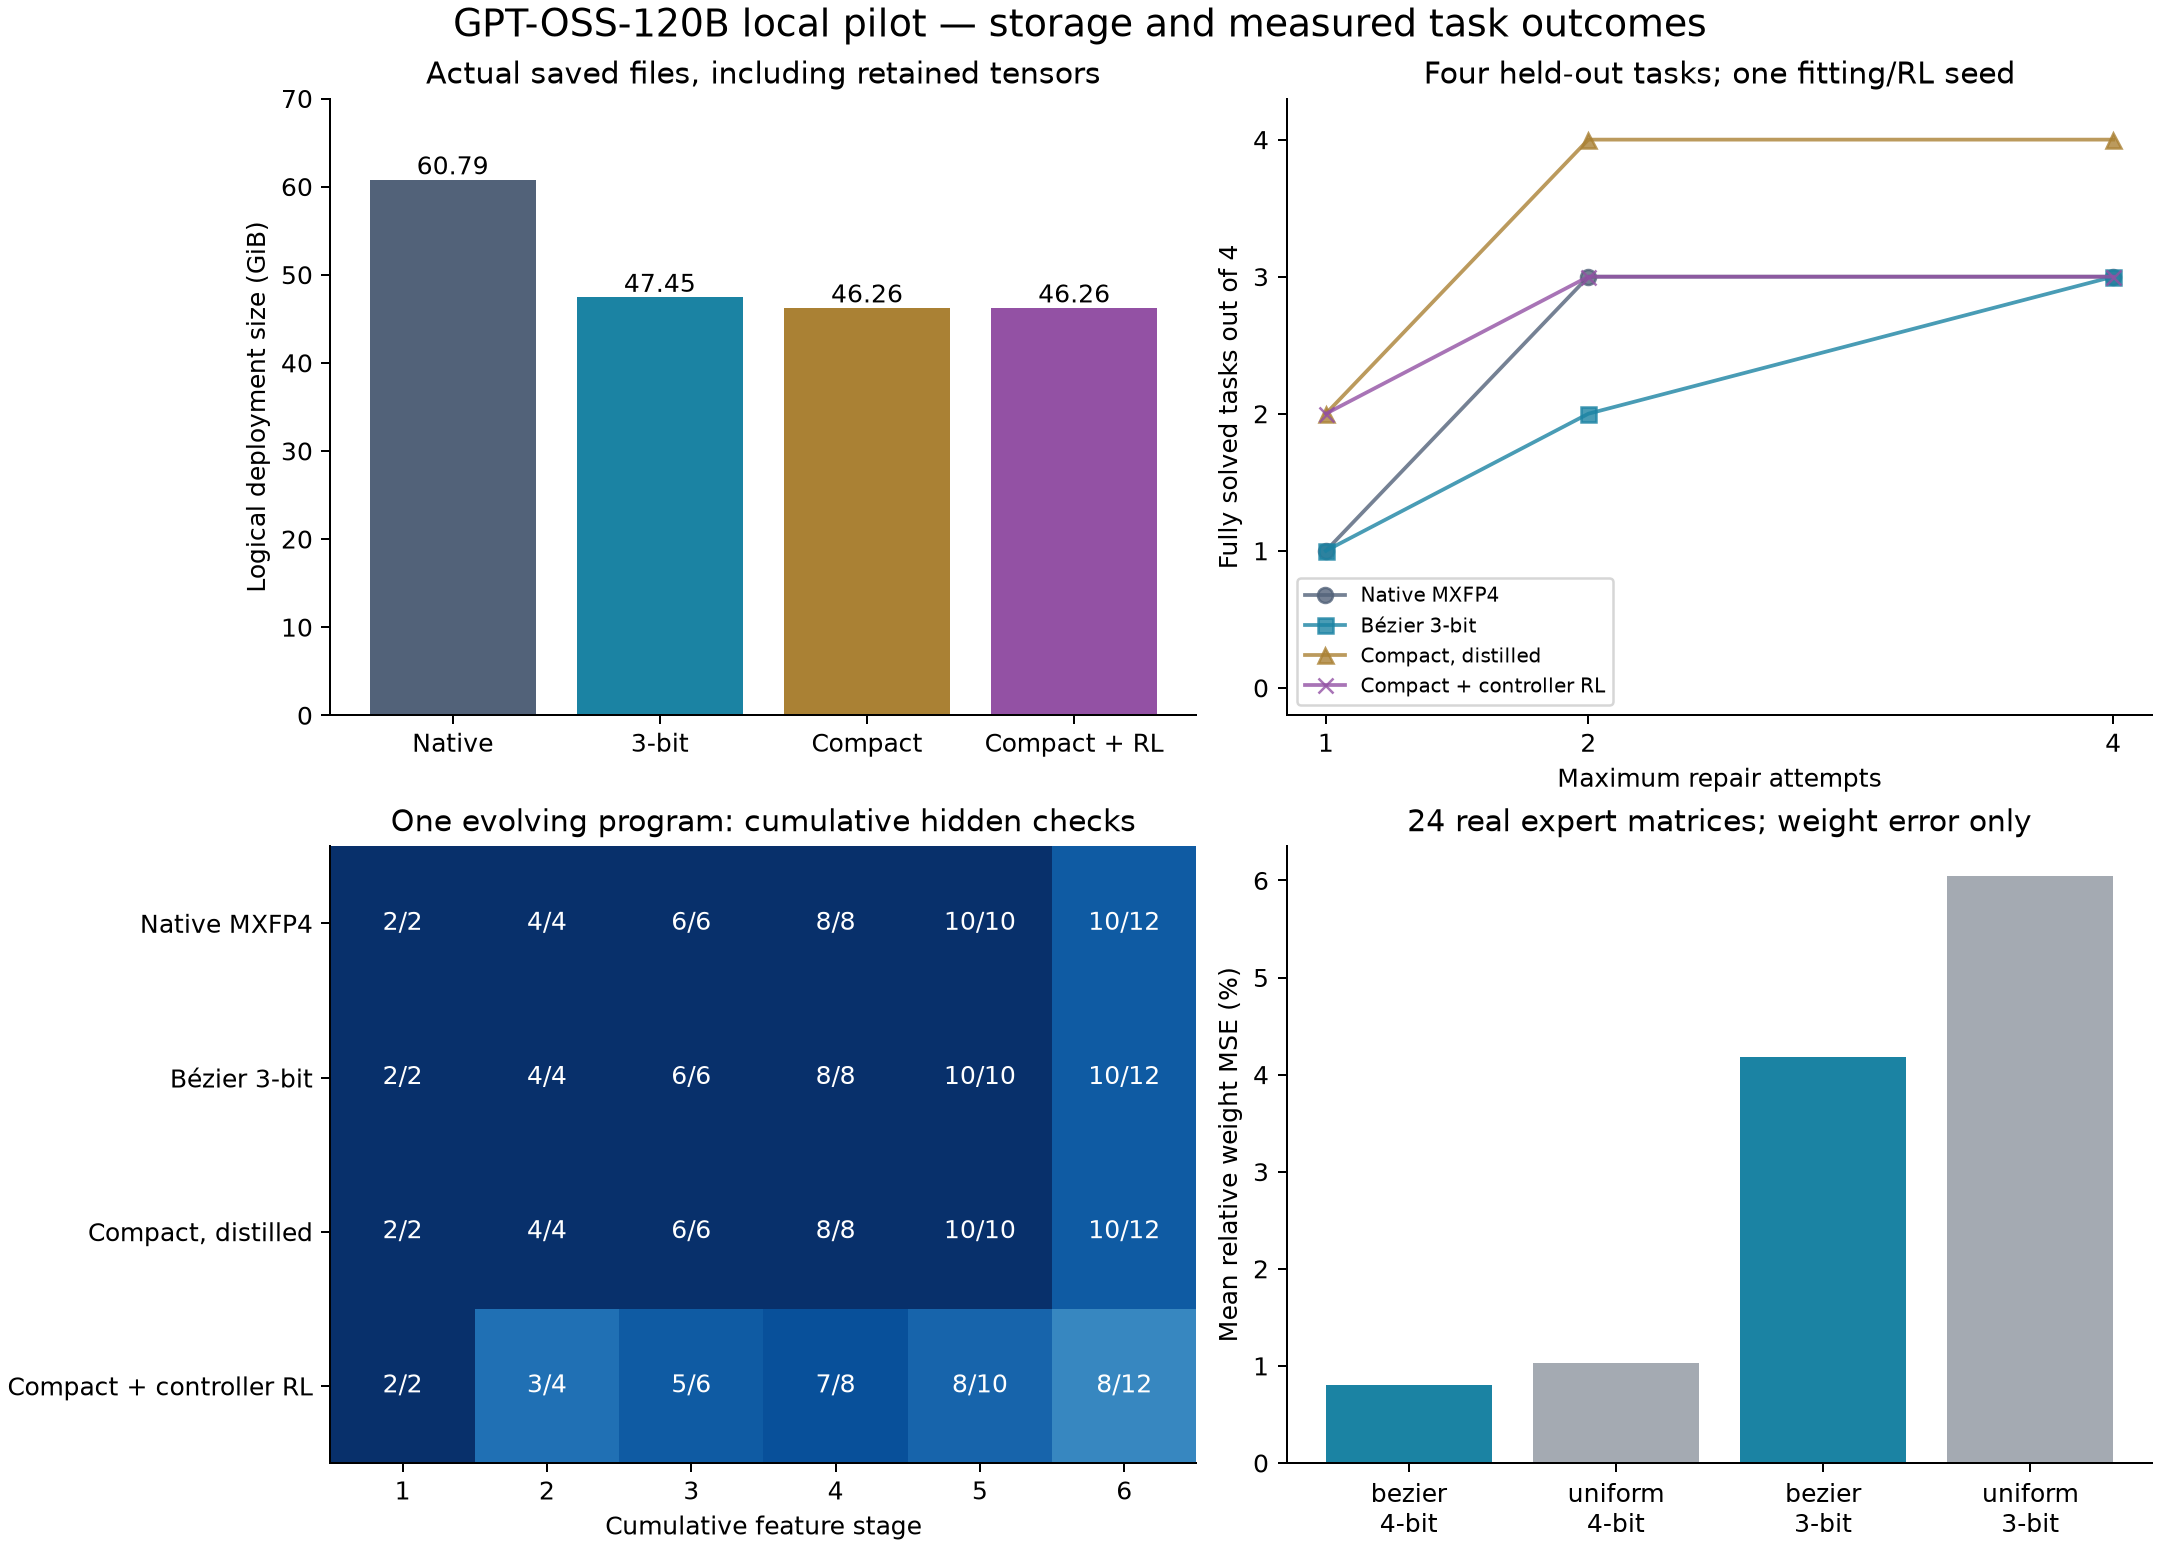 GPT-OSS-120B local pilot — storage and measured task outcomes
Actual saved files, including retained tensors
Logical deployment size (GiB)
70
60
50
40
30
20
10
0
60.79
47.45
46.26
46.26
Native
3-bit
Compact
Compact + RL
Four held-out tasks; one fitting/RL seed
Fully solved tasks out of 4
4
3
2
1
0
Native MXFP4
Bézier 3-bit
Compact, distilled
Compact + controller RL
1
2
4
Maximum repair attempts
One evolving program: cumulative hidden checks
Native MXFP4 2/2 4/4 6/6 8/8 10/10 10/12
Bézier 3-bit 2/2 4/4 6/6 8/8 10/10 10/12
Compact, distilled 2/2 4/4 6/6 8/8 10/10 10/12
Compact + controller RL 2/2 3/4 5/6 7/8 8/10 8/12
1 2 3 4 5 6
Cumulative feature stage
24 real expert matrices; weight error only
Mean relative weight MSE (%)
6
5
4
3
2
1
0
bezier
4-bit
uniform
4-bit
bezier
3-bit
uniform
3-bit